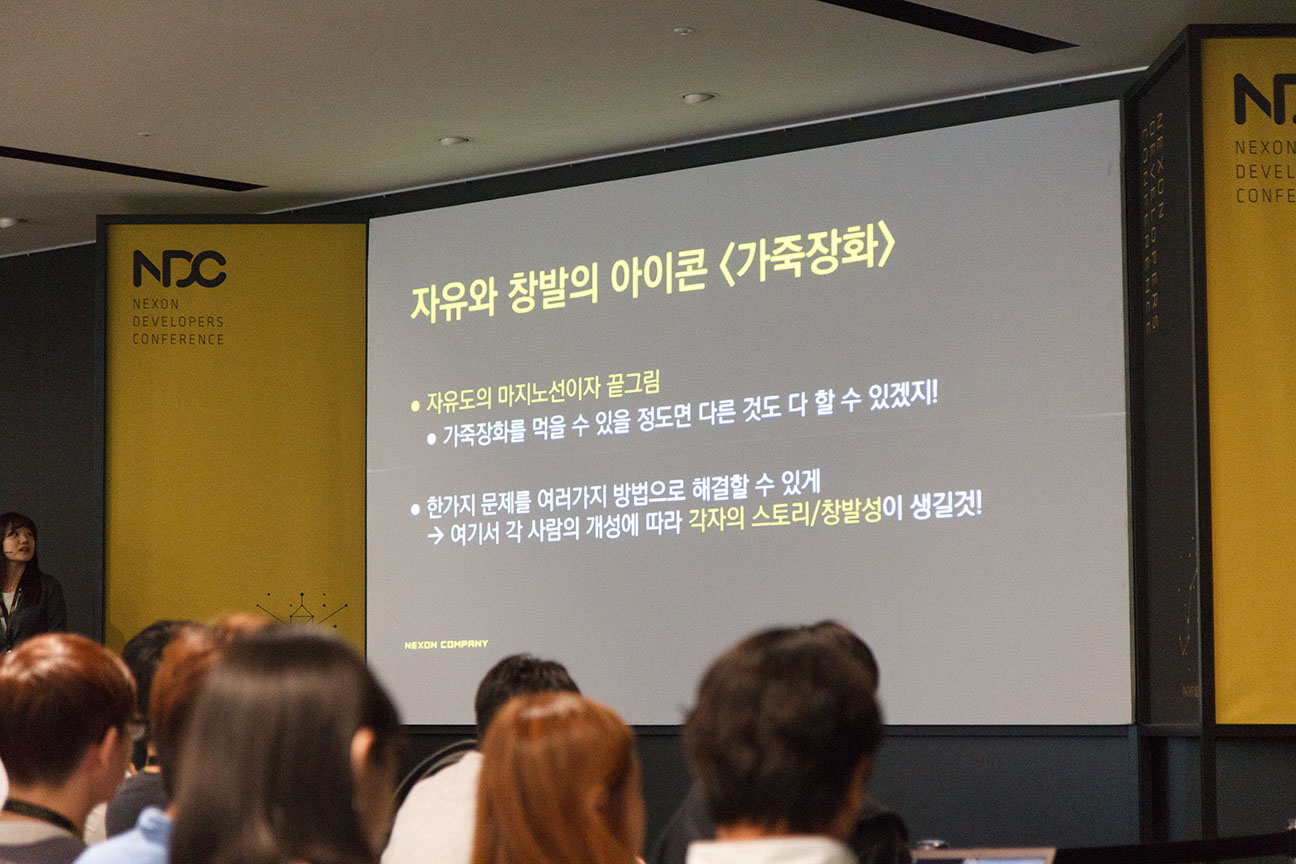 NDC
NEXON
DEVELOPERS
CONFERENCE
자유와 창발의 아이콘 <가죽장화>
• 자유도의 마지노선이자 끝그림
• 가죽장화를 먹을 수 있을 정도면 다른 것도 다 할 수 있겠지!
• 한가지 문제를 여러가지 방법으로 해결할 수 있게
→ 여기서 각 사람의 개성에 따라 각자의 스토리/창발성이 생길것!
NEXON COMPANY
NEXON DEVELOPERS
CONFERENCE
ND
NEXON
DEVEL
CONFE